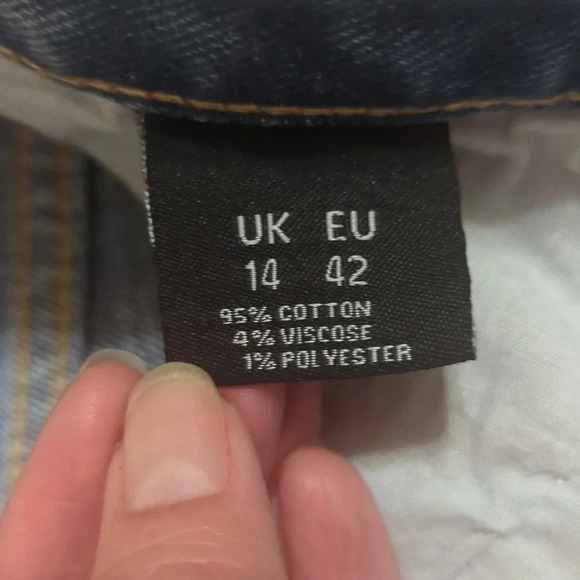 UK EU
14 42
95% COTTON
4% VISCOSE
1% POLYESTER